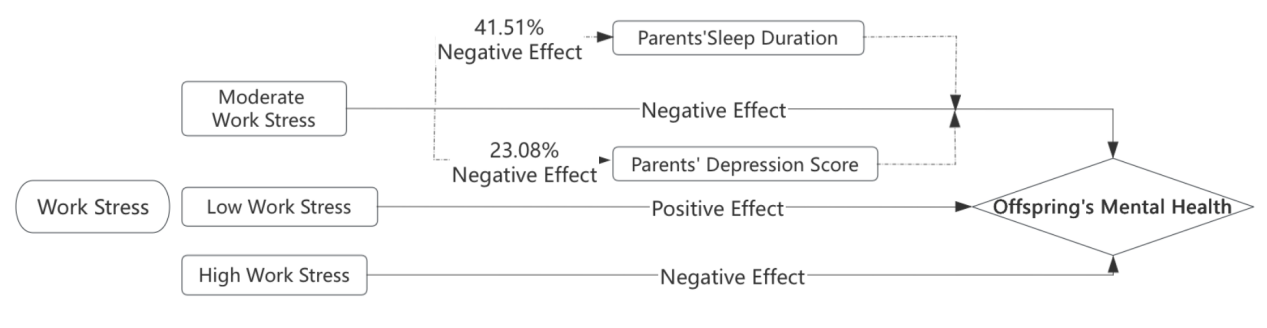 41.51%
Negative Effect
Parents'Sleep Duration
Moderate
Work Stress
Negative Effect
23.08%
Negative Effect
Parents' Depression Score
Work Stress
Low Work Stress
Positive Effect
Offspring's Mental Health
High Work Stress
Negative Effect